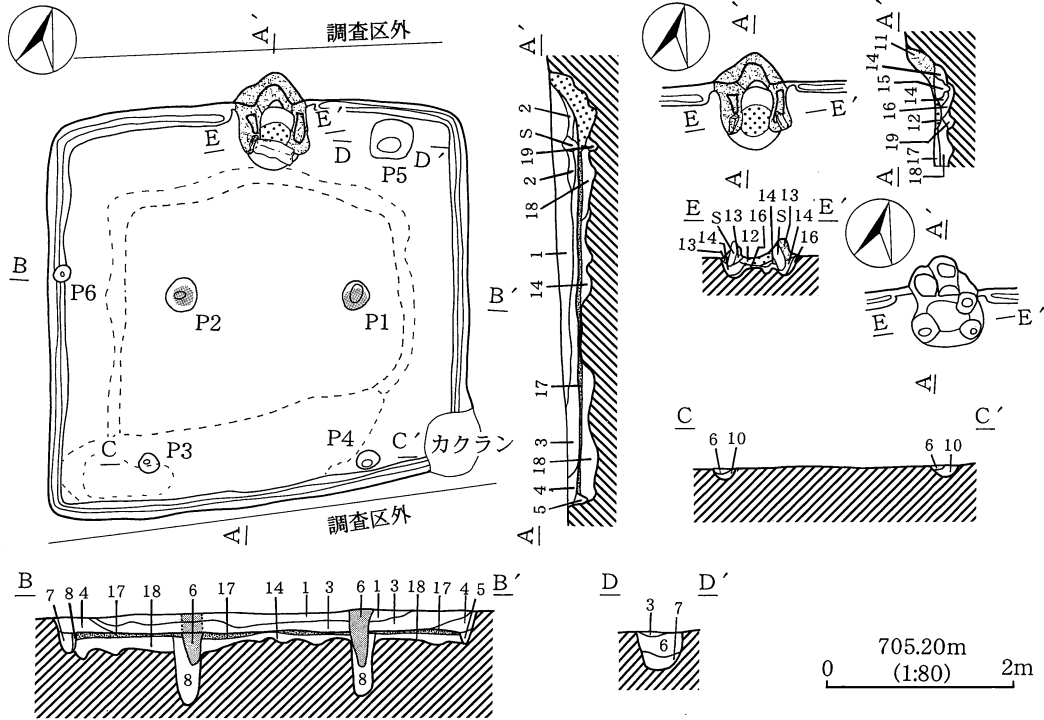 A′
調査区外
E
E′
D
D′
P5
B
P6
P2
P1
B′
C
P3
P4
C′
カクラン
調査区外
A
A′
2
S
19
2
18
1
14
17
3
18
4
5
A
A′
E
E′
A
A′
11
14
15
14
16
12
19
17
18
A
E
E′
S 13
14 13
16 S 14
13 14
12
16
A′
E
E′
A
C
C′
6 10
6 10
B
B′
7 8 4 17 18 6 17 14 1 3 6 1 3 18 17 4 5
8
8
D
D′
3
7
6
705.20m
0
(1:80)
2m